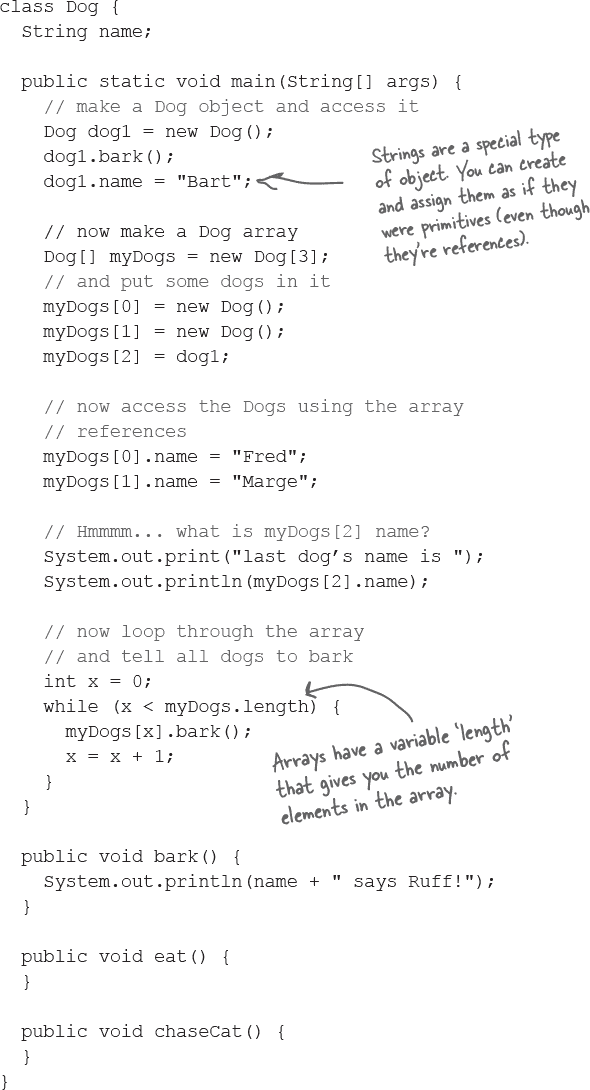 class Dog {
String name;
public static void main(String[] args) {
// make a Dog object and access it
Dog dog1 = new Dog();
dog1.bark();
dog1.name = "Bart";
Strings are a special type
of object. You can create
and assign them as if they
were primitives (even though
they're references).
// now make a Dog array
Dog[] myDogs = new Dog[3];
// and put some dogs in it
myDogs[0] = new Dog();
myDogs[1] = new Dog();
myDogs[2] = dog1;
// now access the Dogs using the array
// references
myDogs[0].name = "Fred";
myDogs[1].name = "Marge";
// Hmmmm... what is myDogs[2] name?
System.out.print("last dog’s name is ");
System.out.println(myDogs[2].name);
// now loop through the array
// and tell all dogs to bark
int x = 0;
while (x < myDogs.length) {
myDogs[x].bark();
x = x + 1;
}
}
Arrays have a variable ‘length’
that gives you the number of
elements in the array.
public void bark() {
System.out.println(name + " says Ruff!");
}
public void eat() {
}
public void chaseCat() {
}
}